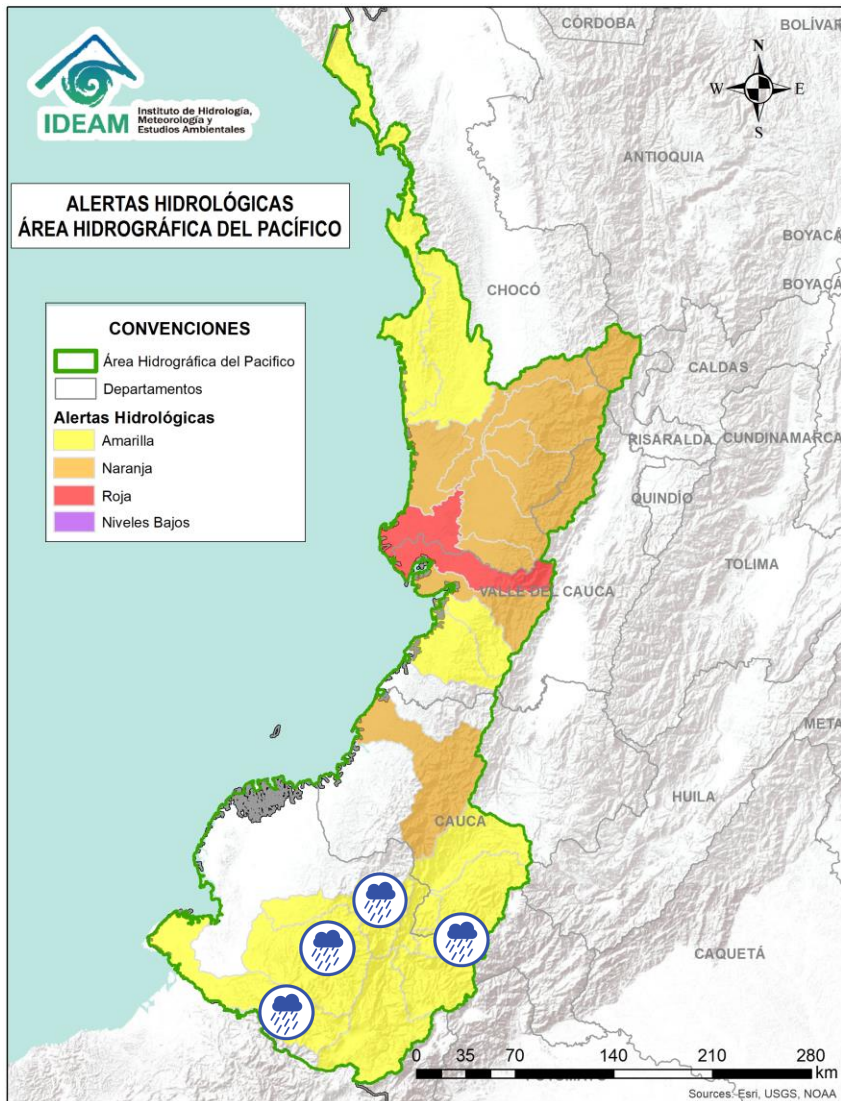 IDEAM
Instituto de Hidrología,
Meteorología y
Estudios Ambientales
ALERTAS HIDROLÓGICAS
ÁREA HIDROGRÁFICA DEL PACÍFICO
CONVENCIONES
Área Hidrográfica del Pacifico
Departamentos
Alertas Hidrológicas
Amarilla
Naranja
Roja
Niveles Bajos
N
W E
S
CÓRDOBA
BOLÍVAR
ANTIOQUIA
BOYACÁ
BOYACÁ
CHOCÓ
CALDAS
RISARALDA
CUNDINAMARCA
QUINDÍO
TOLIMA
VALLE DEL CAUCA
META
HUILA
CAUCA
CAQUETÁ
0 35 70 140 210 280
km
Sources: Esri, USGS, NOAA